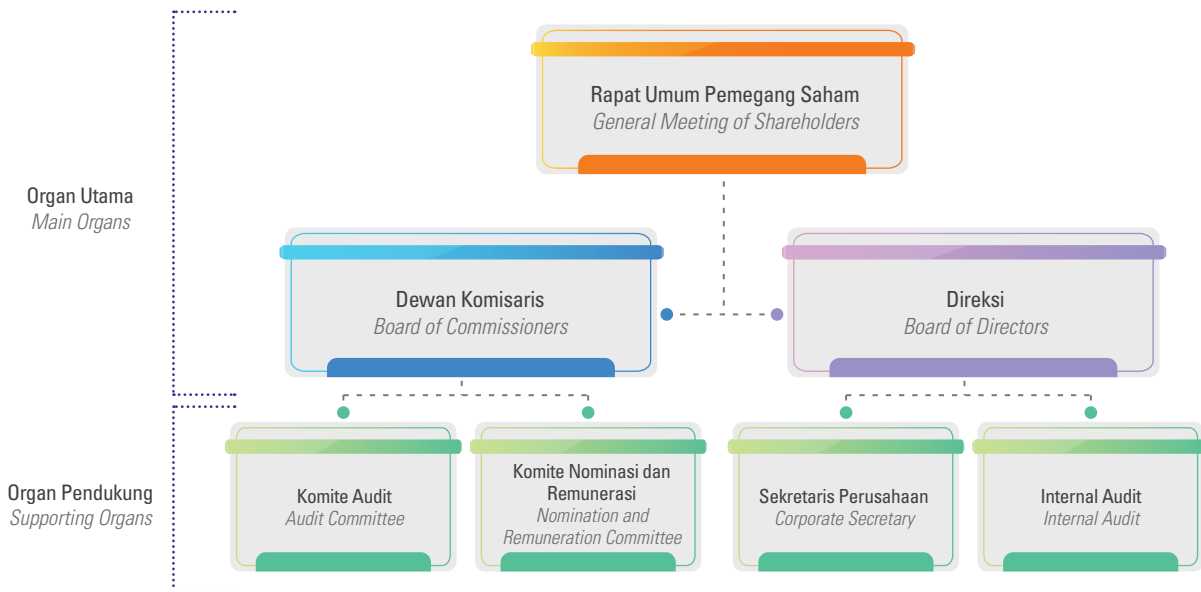 Rapat Umum Pemegang Saham
General Meeting of Shareholders
Organ Utama
Main Organs
Dewan Komisaris
Board of Commissioners
Direksi
Board of Directors
Organ Pendukung
Supporting Organs
Komite Audit
Audit Committee
Komite Nominasi dan
Remunerasi
Nomination and
Remuneration Committee
Sekretaris Perusahaan
Corporate Secretary
Internal Audit
Internal Audit